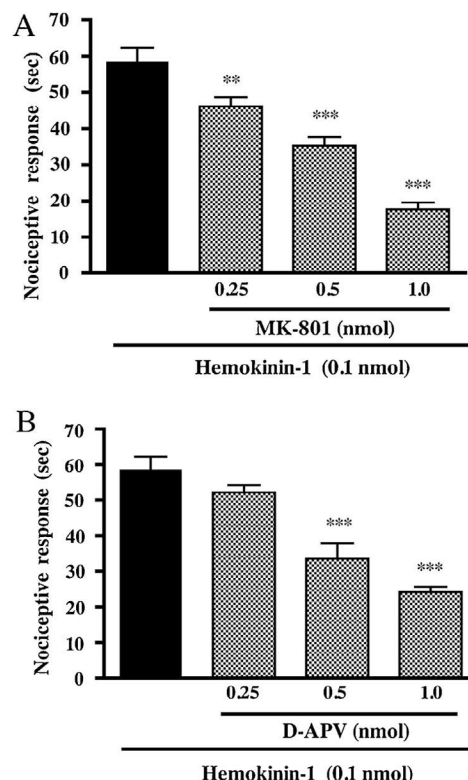 A
Nociceptive response (sec)
70
60
50
40
30
20
10
0
**
***
***
0.25 0.5 1.0
MK-801 (nmol)
Hemokinin-1 (0.1 nmol)
B
Nociceptive response (sec)
70
60
50
40
30
20
10
0
***
***
0.25 0.5 1.0
D-APV (nmol)
Hemokinin-1 (0.1 nmol)